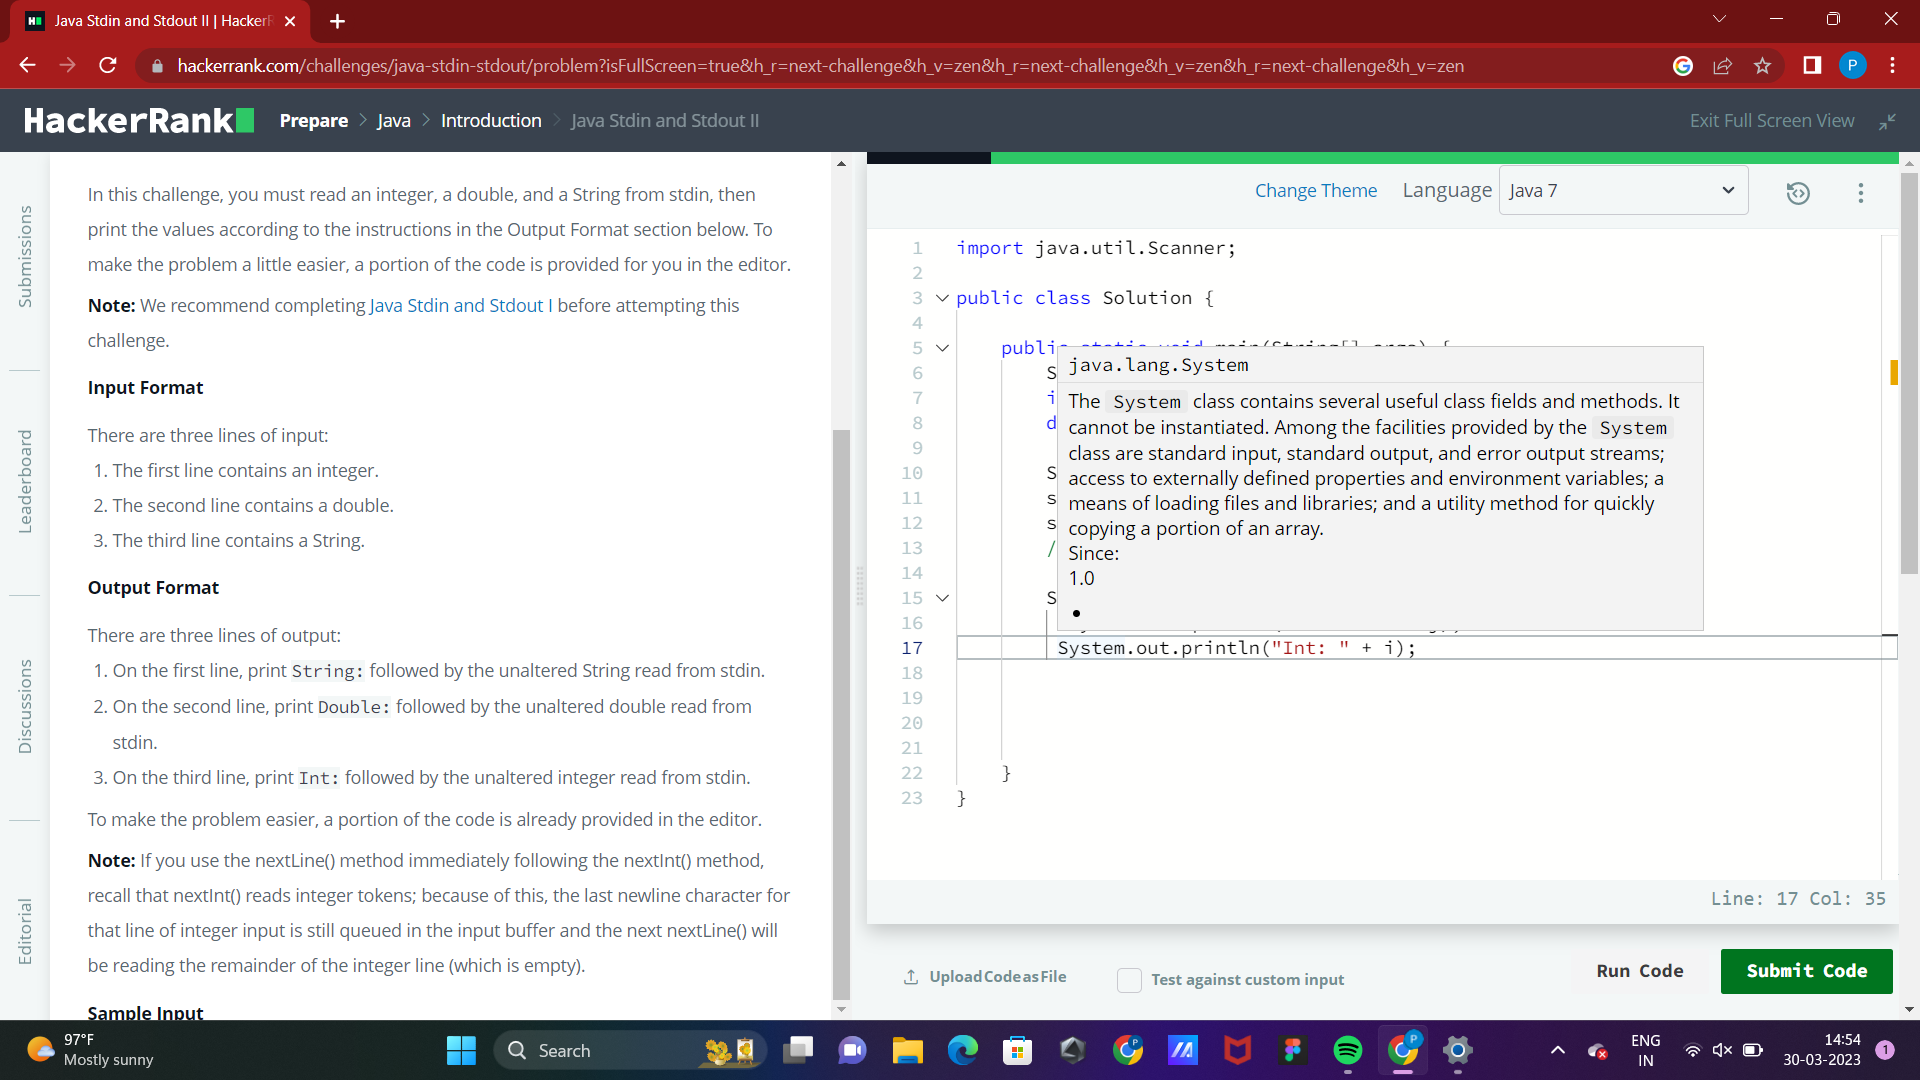 Java Stdin and Stdout II | HackerR
hackerrank.com/challenges/java-stdin-stdout/problem?isFullScreen=true&h_r=next-challenge&h_v=zen&h_r=next-challenge&h_v=zen&h_r=next-challenge&h_v=zen
P
HackerRank
Prepare > Java > Introduction > Java Stdin and Stdout II
Exit Full Screen View
Submissions
Leaderboard
Discussions
Editorial
In this challenge, you must read an integer, a double, and a String from stdin, then
print the values according to the instructions in the Output Format section below. To
make the problem a little easier, a portion of the code is provided for you in the editor.
Note: We recommend completing Java Stdin and Stdout I before attempting this
challenge.
Input Format
There are three lines of input:
1. The first line contains an integer.
2. The second line contains a double.
3. The third line contains a String.
Output Format
There are three lines of output:
1. On the first line, print String: followed by the unaltered String read from stdin.
2. On the second line, print Double: followed by the unaltered double read from
stdin.
3. On the third line, print Int: followed by the unaltered integer read from stdin.
To make the problem easier, a portion of the code is already provided in the editor.
Note: If you use the nextLine() method immediately following the nextInt() method,
recall that nextInt() reads integer tokens; because of this, the last newline character for
that line of integer input is still queued in the input buffer and the next nextLine() will
be reading the remainder of the integer line (which is empty).
Sample Input
Change Theme
Language
Java 7
1 import java.util.Scanner;
2
3 public class Solution {
4
5 public static void main(String[] args) {
6 S
7 i
8 d
9
10 S
11 s
12 s
13 /
14
15 S
16
17 System.out.println("Int: " + i);
18
19
20
21
22 }
23 }
java.lang.System
The System class contains several useful class fields and methods. It
cannot be instantiated. Among the facilities provided by the System
class are standard input, standard output, and error output streams;
access to externally defined properties and environment variables; a
means of loading files and libraries; and a utility method for quickly
copying a portion of an array.
Since:
1.0
Line: 17 Col: 35
Upload Code as File
Test against custom input
Run Code
Submit Code
97°F
Mostly sunny
Search
ENG
IN
14:54
30-03-2023
1